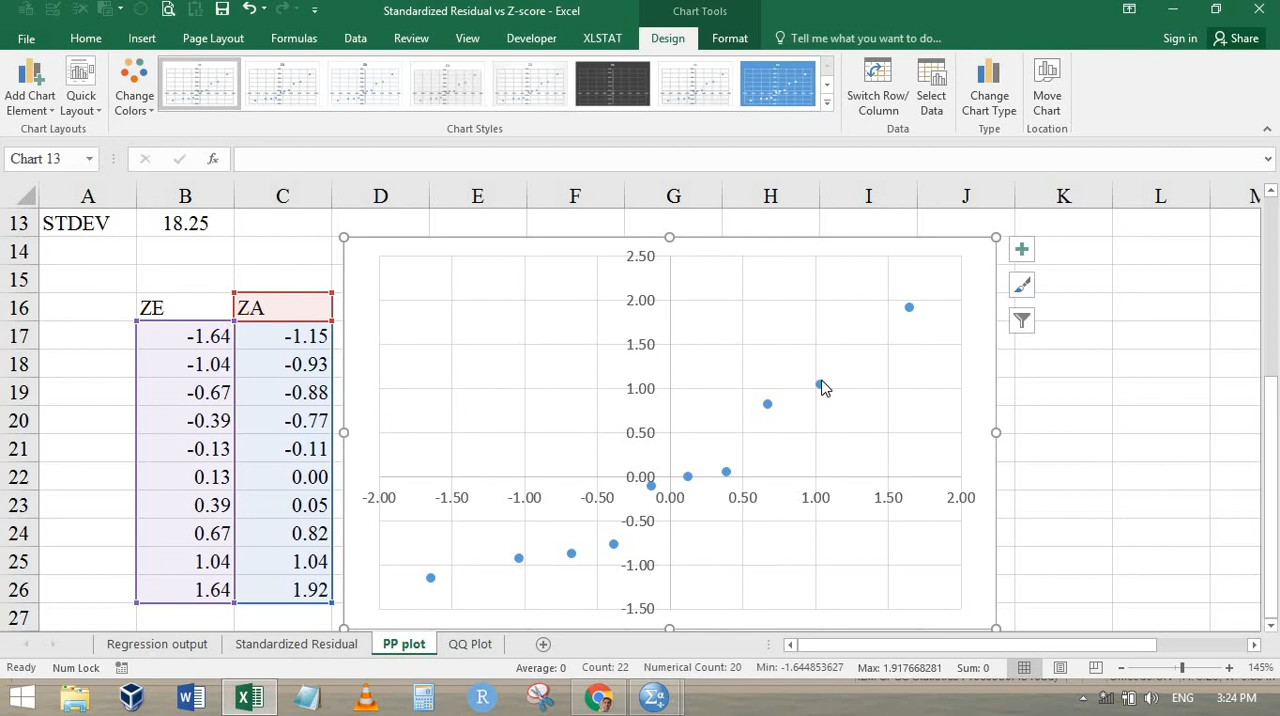 Standardized Residual vs Z-score - Excel
Chart Tools
File Home Insert Page Layout Formulas Data Review View Developer XLSTAT Design Format Tell me what you want to do... Sign in Share
Add Chart Element
Quick Layout
Change Colors
Switch Row/ Column
Select Data
Change Chart Type
Move Chart
Chart Layouts Chart Styles Data Type Location
Chart 13 fx
A B C D E F G H I J K L M
13 STDEV 18.25
14
15
16 ZE ZA
17 -1.64 -1.15
18 -1.04 -0.93
19 -0.67 -0.88
20 -0.39 -0.77
21 -0.13 -0.11
22 0.13 0.00
23 0.39 0.05
24 0.67 0.82
25 1.04 1.04
26 1.64 1.92
27
2.50
2.00
1.50
1.00
0.50
0.00
-2.00 -1.50 -1.00 -0.50 0.00 0.50 1.00 1.50 2.00
-0.50
-1.00
-1.50
Regression output Standardized Residual PP plot QQ Plot
Ready Num Lock Average: 0 Count: 22 Numerical Count: 20 Min: -1.644853627 Max: 1.917668281 Sum: 0 145%
ENG 3:24 PM